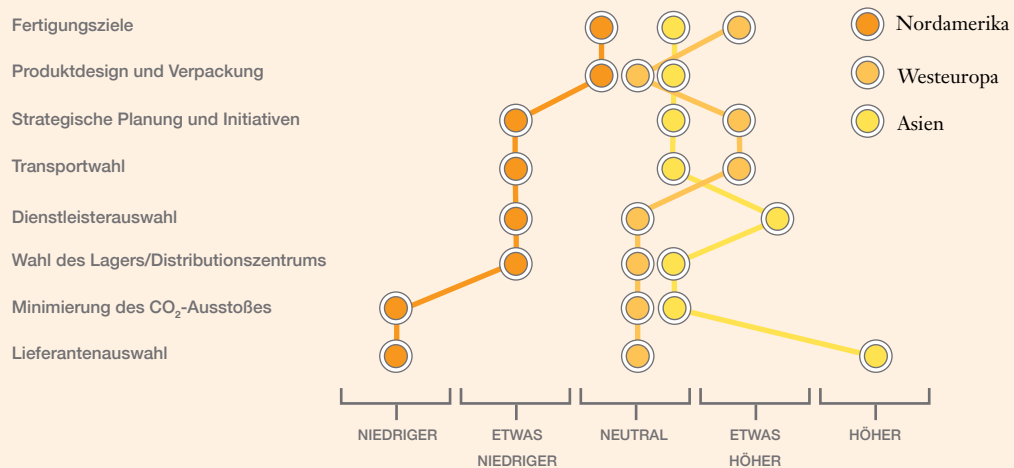 Fertigungsziele
Produktdesign und Verpackung
Strategische Planung und Initiativen
Transportwahl
Dienstleisterauswahl
Wahl des Lagers/Distributionszentrums
Minimierung des CO₂-Ausstoßes
Lieferantenauswahl
Nordamerika
Westeuropa
Asien
NIEDRIGER
ETWAS
NIEDRIGER
NEUTRAL
ETWAS
HÖHER
HÖHER